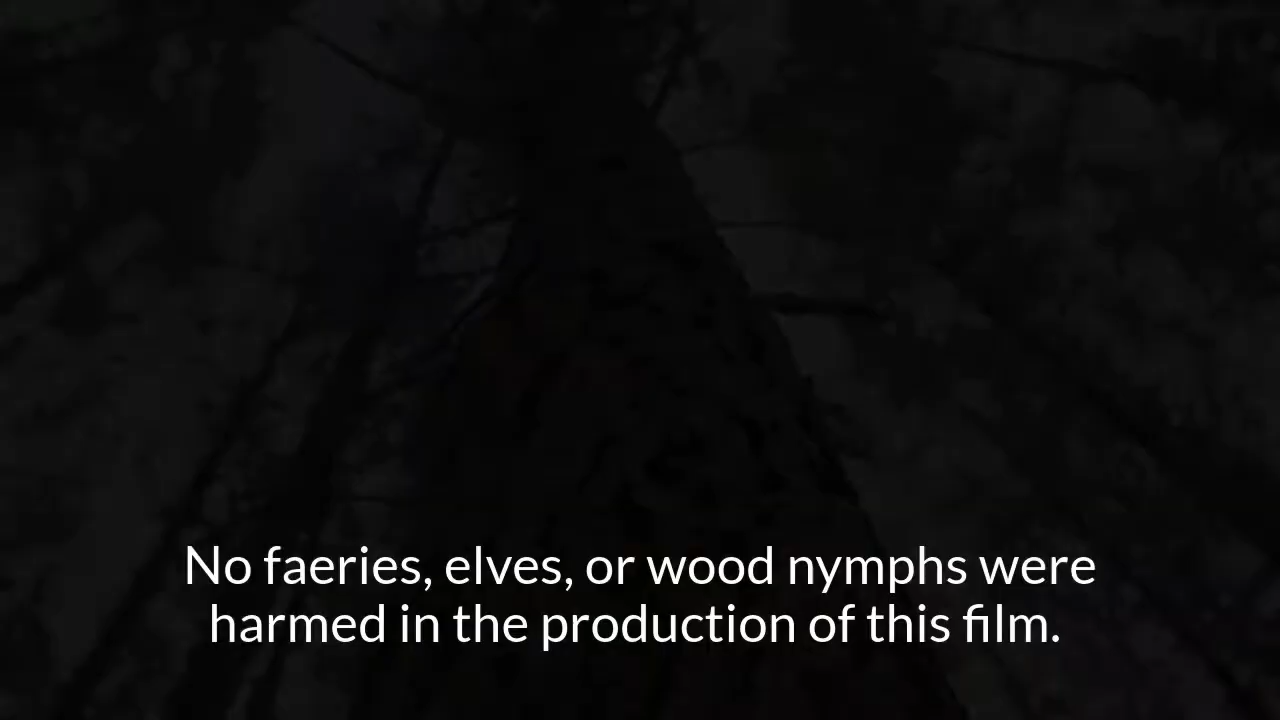 No faeries, elves, or wood nymphs were
harmed in the production of this film.